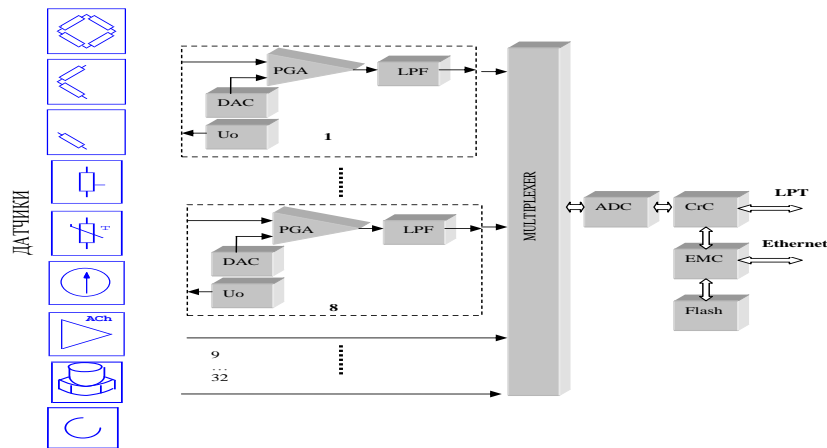 ДАТЧИКИ
T
ACh
PGA
LPF
DAC
Uo
1
PGA
LPF
DAC
Uo
8
9
...
32
MULTIPLEXER
ADC
CrC
LPT
EMC
Ethernet
Flash